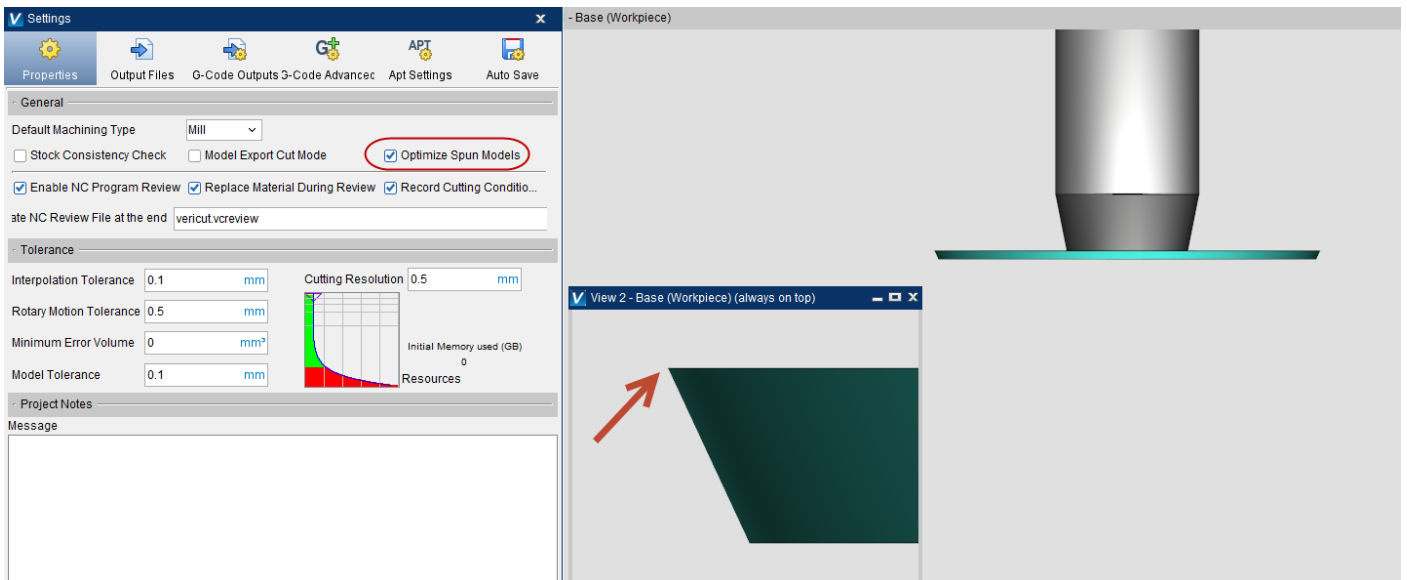 Settings
x
- Base (Workpiece)
G+
APT
Properties
Output Files
G-Code Outputs
3-Code Advancec
Apt Settings
Auto Save
- General
Default Machining Type
Mill
Stock Consistency Check
Model Export Cut Mode
Optimize Spun Models
Enable NC Program Review
Replace Material During Review
Record Cutting Conditio...
ate NC Review File at the end
vericut.vcreview
- Tolerance
Interpolation Tolerance 0.1 mm
Cutting Resolution 0.5 mm
Rotary Motion Tolerance 0.5 mm
Minimum Error Volume 0 mm³
Initial Memory used (GB)
0
Model Tolerance 0.1 mm
Resources
- Project Notes
Message
View 2 - Base (Workpiece) (always on top)